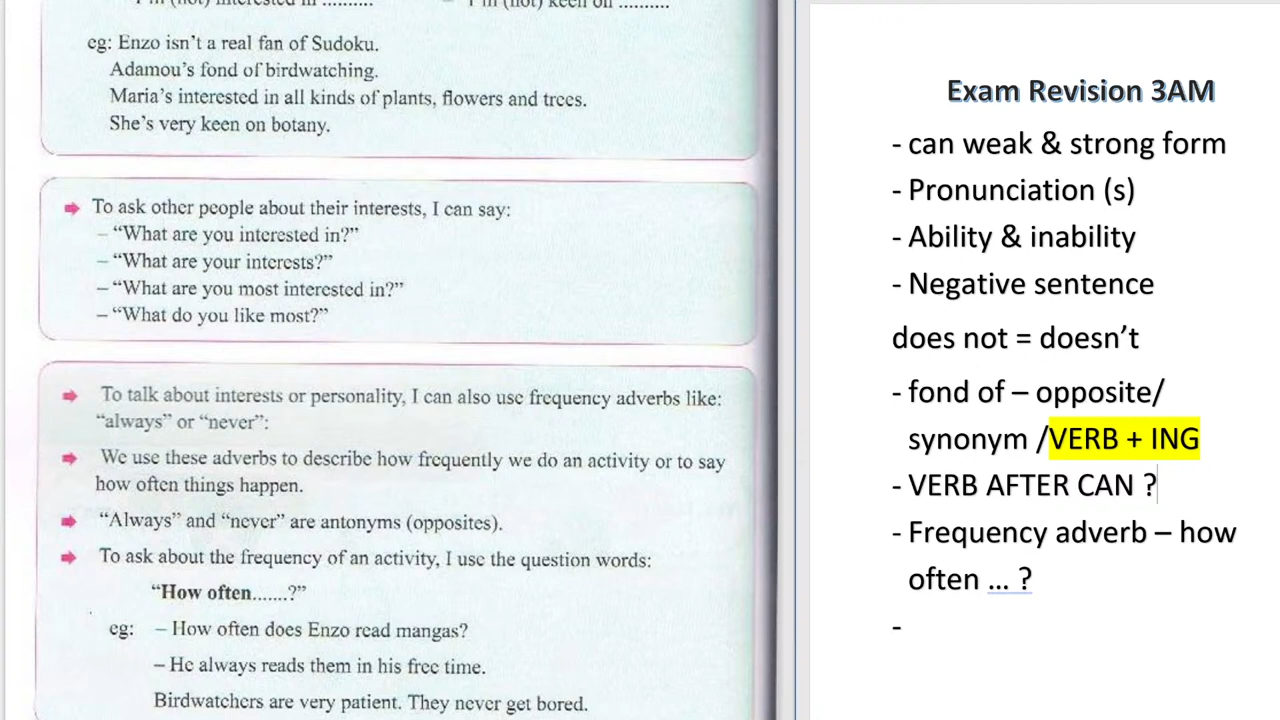 I'm (not) interested in .......... – I'm (not) keen on ..........
eg: Enzo isn't a real fan of Sudoku.
Adamou's fond of birdwatching.
Maria's interested in all kinds of plants, flowers and trees.
She's very keen on botany.
To ask other people about their interests, I can say:
– “What are you interested in?”
– “What are your interests?”
– “What are you most interested in?”
– “What do you like most?”
To talk about interests or personality, I can also use frequency adverbs like:
“always” or “never”:
We use these adverbs to describe how frequently we do an activity or to say
how often things happen.
“Always” and “never” are antonyms (opposites).
To ask about the frequency of an activity, I use the question words:
“How often.......?”
eg: – How often does Enzo read mangas?
– He always reads them in his free time.
Birdwatchers are very patient. They never get bored.
Exam Revision 3AM
- can weak & strong form
- Pronunciation (s)
- Ability & inability
- Negative sentence
does not = doesn’t
- fond of – opposite/
synonym /VERB + ING
- VERB AFTER CAN ?
- Frequency adverb – how
often ... ?
-